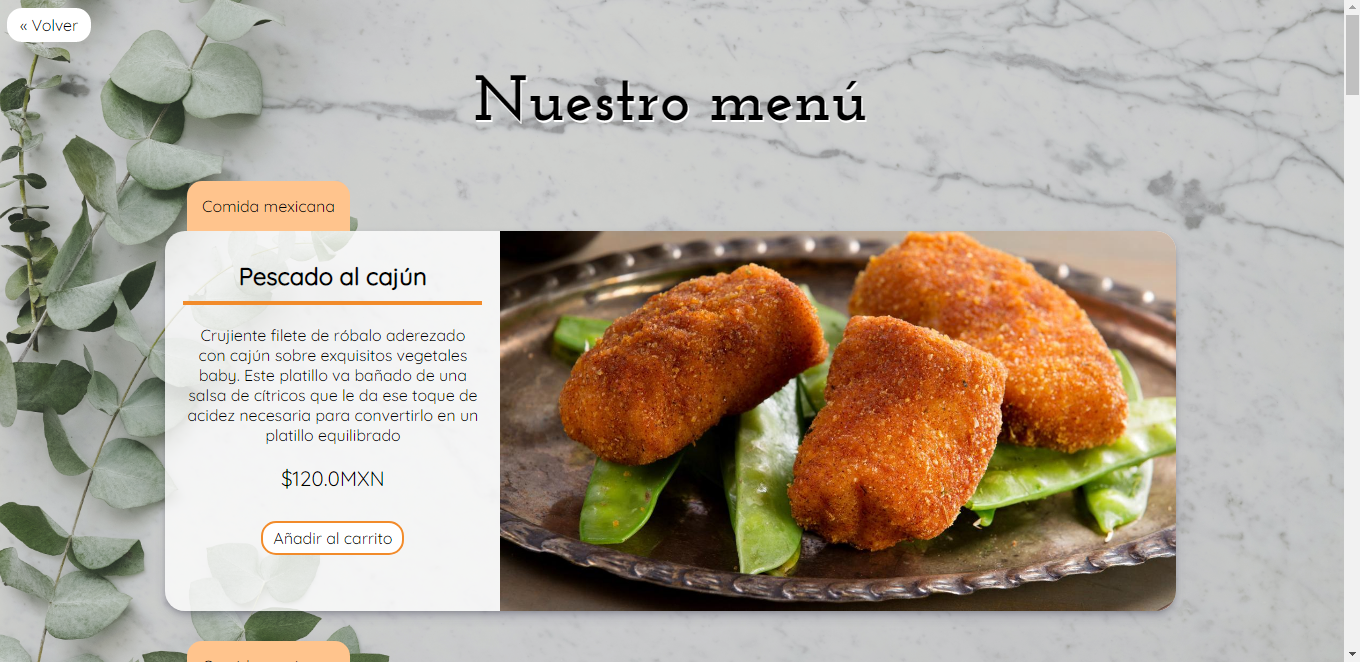 « Volver
Nuestro menú
Comida mexicana
Pescado al cajún
Crujiente filete de róbalo aderezado
con cajún sobre exquisitos vegetales
baby. Este platillo va bañado de una
salsa de cítricos que le da ese toque de
acidez necesaria para convertirlo en un
platillo equilibrado
$120.0MXN
Añadir al carrito